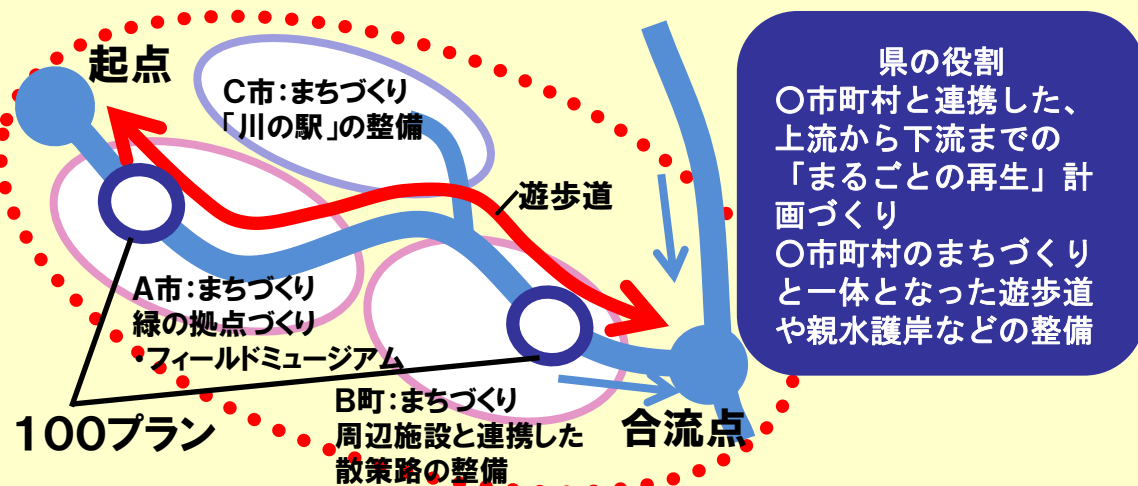 起点
C市：まちづくり
「川の駅」の整備
遊歩道
A市：まちづくり
緑の拠点づくり
・フィールドミュージアム
100プラン
B町：まちづくり
周辺施設と連携した
散策路の整備
合流点
県の役割
○市町村と連携した、
上流から下流までの
「まるごとの再生」計
画づくり
○市町村のまちづくり
と一体となった遊歩道
や親水護岸などの整備